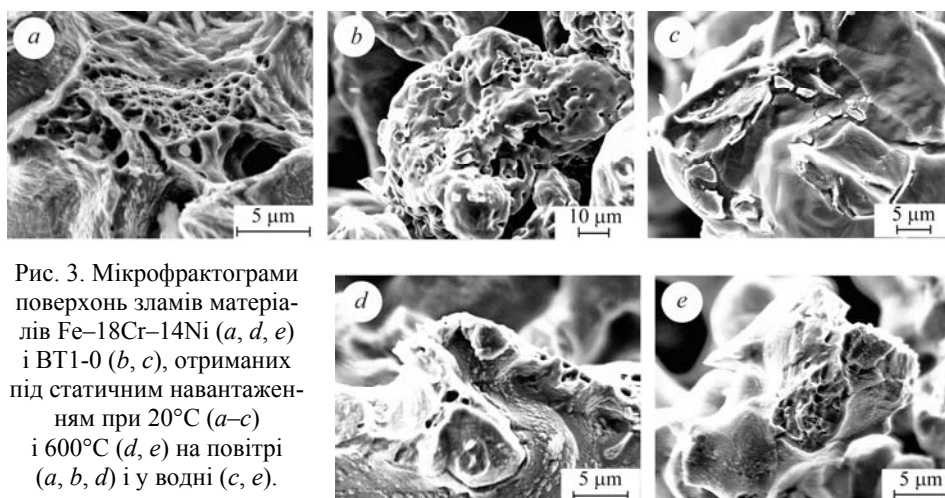 a
b
c
5 μm
10 μm
5 μm
Рис. 3. Мікрофрактограми
поверхонь зламів матеріа-
лів Fe–18Cr–14Ni (a, d, e)
і ВТ1-0 (b, c), отриманих
під статичним навантажен-
ням при 20°С (a–c)
і 600°С (d, e) на повітрі
(a, b, d) і у водні (c, e).
d
e
5 μm
5 μm